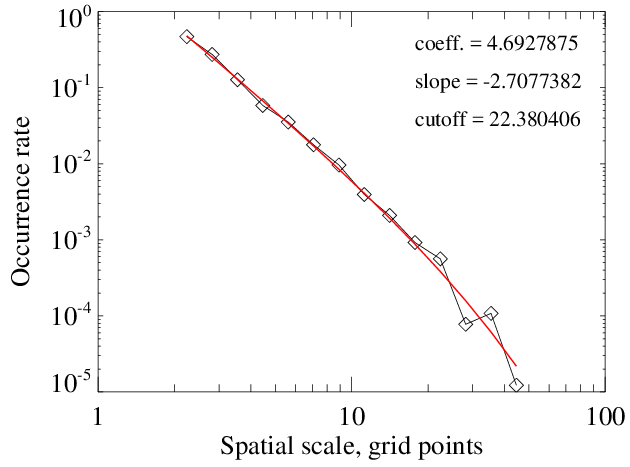 10^0
coeff. = 4.6927875
10^-1
slope = -2.7077382
cutoff = 22.380406
10^-2
Occurrence rate
10^-3
10^-4
10^-5
1 10 100
Spatial scale, grid points